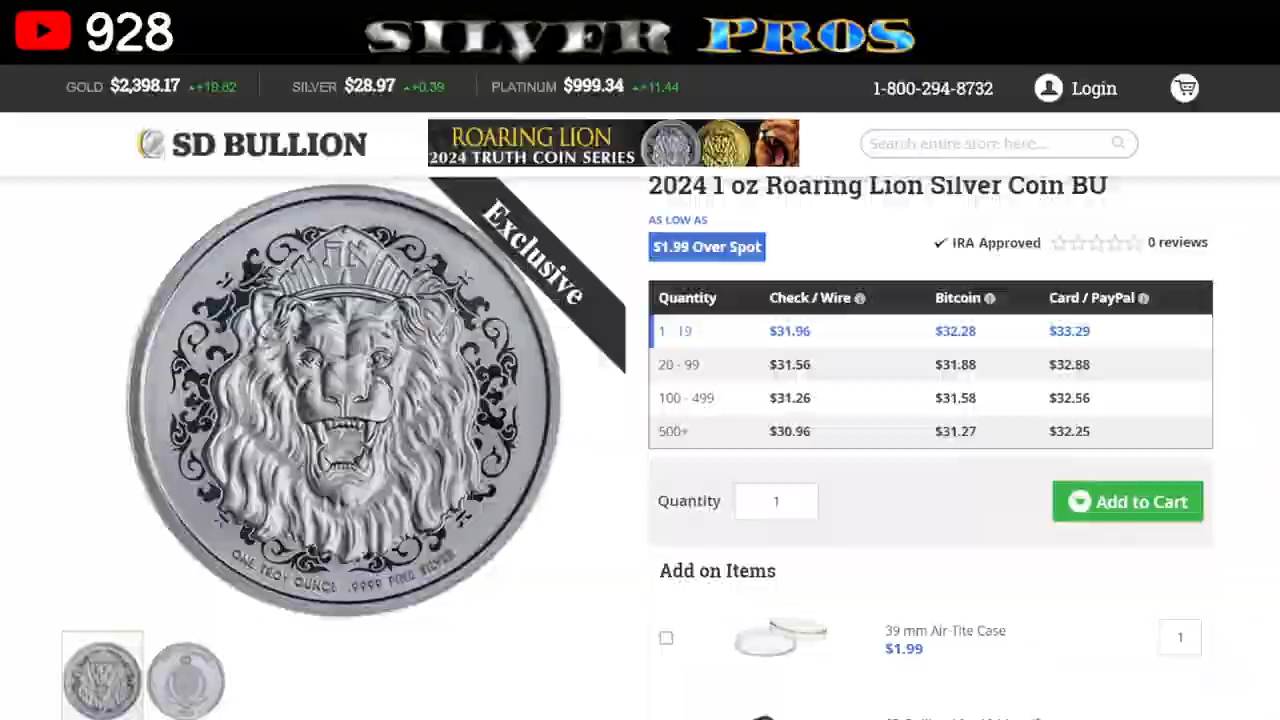 928
SILVER PROS
GOLD $2,398.17 +19.82
SILVER $28.97 +0.39
PLATINUM $999.34 +11.44
1-800-294-8732
Login
SD BULLION
ROARING LION
2024 TRUTH COIN SERIES
Search entire store here...
Exclusive
ONE TROY OUNCE .9999 FINE SILVER
2024 1 oz Roaring Lion Silver Coin BU
AS LOW AS
$1.99 Over Spot
✓ IRA Approved
0 reviews
Quantity Check / Wire Bitcoin Card / PayPal
1 - 19 $31.96 $32.28 $33.29
20 - 99 $31.56 $31.88 $32.88
100 - 499 $31.26 $31.58 $32.56
500+ $30.96 $31.27 $32.25
Quantity 1 Add to Cart
Add on Items
39 mm Air-Tite Case 1
$1.99